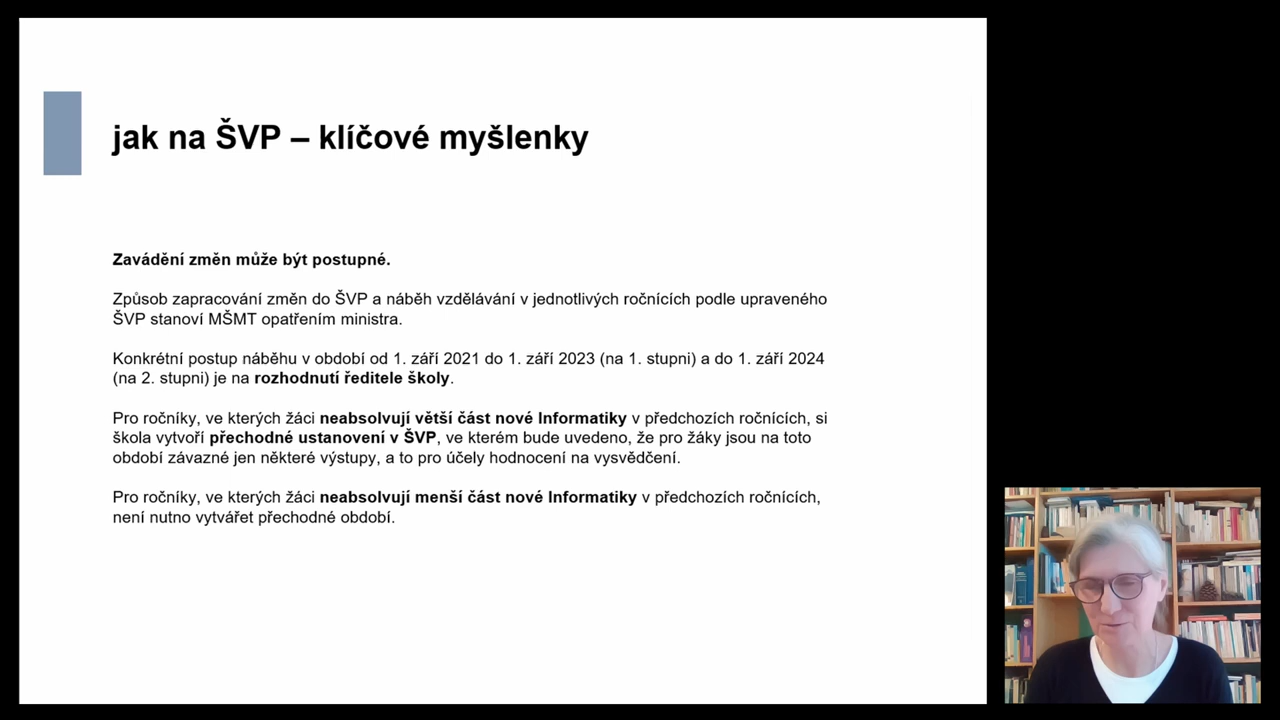 jak na ŠVP – klíčové myšlenky
Zavádění změn může být postupné.
Způsob zapracování změn do ŠVP a náběh vzdělávání v jednotlivých ročnících podle upraveného
ŠVP stanoví MŠMT opatřením ministra.
Konkrétní postup náběhu v období od 1. září 2021 do 1. září 2023 (na 1. stupni) a do 1. září 2024
(na 2. stupni) je na rozhodnutí ředitele školy.
Pro ročníky, ve kterých žáci neabsolvují větší část nové Informatiky v předchozích ročnících, si
škola vytvoří přechodné ustanovení v ŠVP, ve kterém bude uvedeno, že pro žáky jsou na toto
období závazné jen některé výstupy, a to pro účely hodnocení na vysvědčení.
Pro ročníky, ve kterých žáci neabsolvují menší část nové Informatiky v předchozích ročnících,
není nutno vytvářet přechodné období.